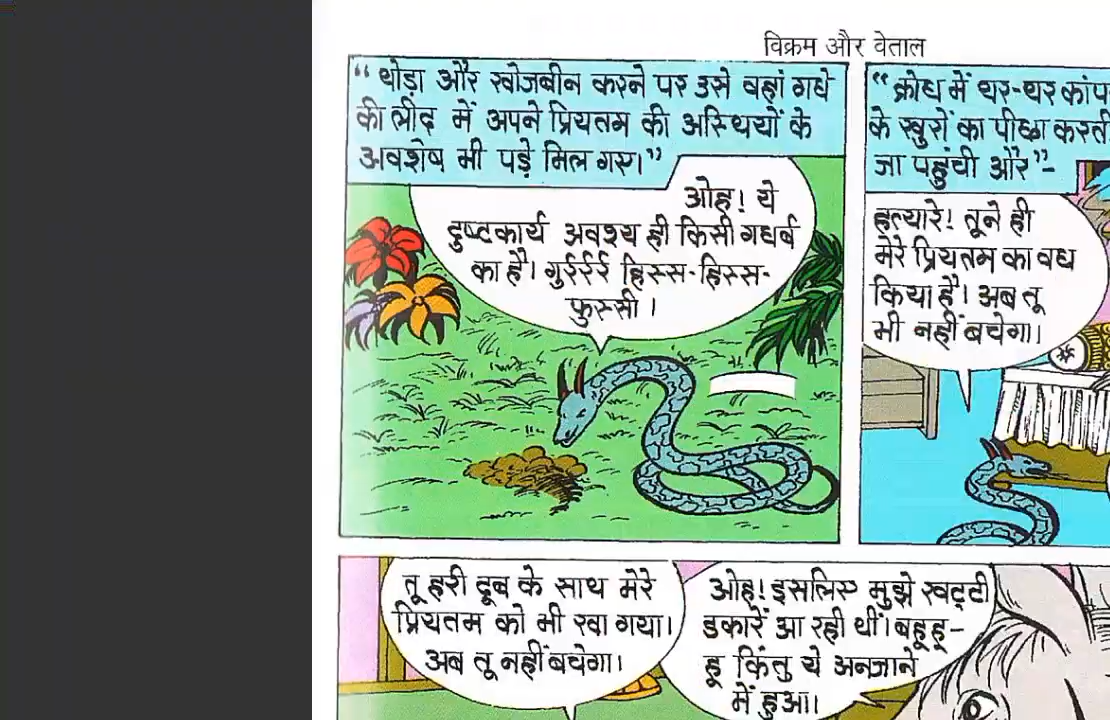 विक्रम और वेताल
“थोड़ा और खोजबीन करने पर उसे वहां गधे
की लीद में अपने प्रियतम की अस्थियों के
अवशेष भी पड़े मिल गए।”
ओह! ये
दुष्टकार्य अवश्य ही किसी गधर्व
का है। गुर्ईर्ईर्ई हिस्स-हिस्स-
फुस्सी।
“क्रोध में थर-थर कांप
के खुरों का पीछा करती
जा पहुंची और”-
हत्यारे! तूने ही
मेरे प्रियतम का वध
किया है। अब तू
भी नहीं बचेगा।
तू हरी दूब के साथ मेरे
प्रियतम को भी खा गया।
अब तू नहीं बचेगा।
ओह! इसलिए मुझे खट्टी
डकारें आ रही थीं। बहूहू-
हू किंतु ये अनजाने
में हुआ।